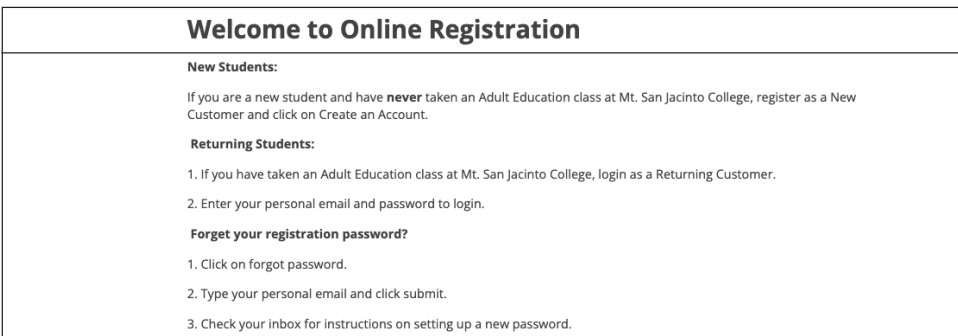 Welcome to Online Registration
New Students:
If you are a new student and have never taken an Adult Education class at Mt. San Jacinto College, register as a New
Customer and click on Create an Account.
Returning Students:
1. If you have taken an Adult Education class at Mt. San Jacinto College, login as a Returning Customer.
2. Enter your personal email and password to login.
Forget your registration password?
1. Click on forgot password.
2. Type your personal email and click submit.
3. Check your inbox for instructions on setting up a new password.